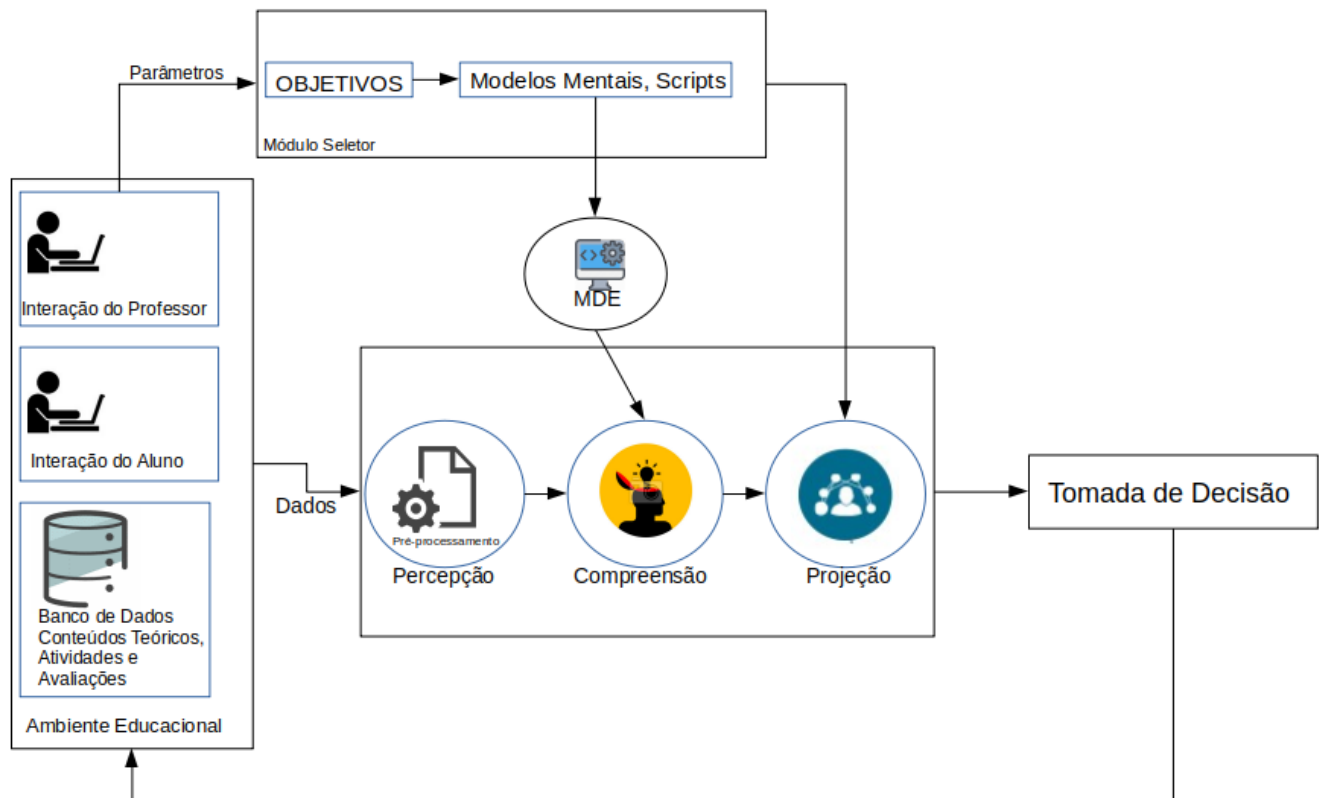 Parâmetros
OBJETIVOS
Modelos Mentais, Scripts
Módulo Seletor
Interação do Professor
MDE
Interação do Aluno
Dados
Pré-processamento
Percepção
Compreensão
Projeção
Tomada de Decisão
Banco de Dados
Conteúdos Teóricos,
Atividades e
Avaliações
Ambiente Educacional